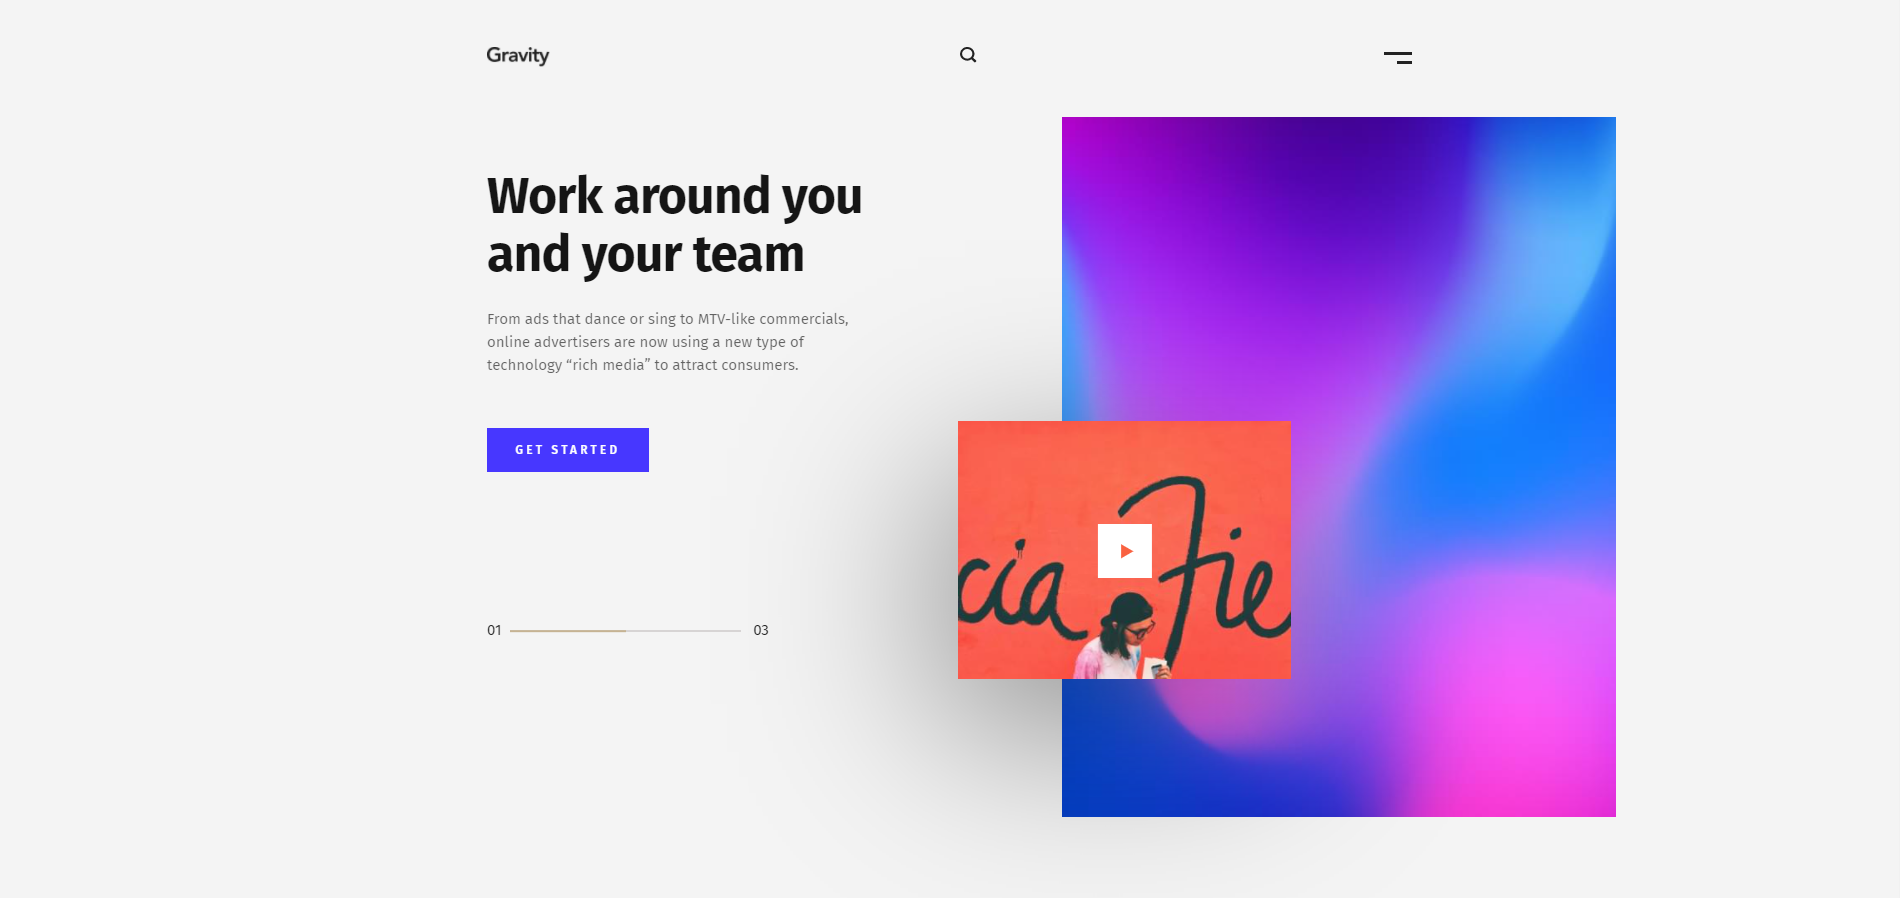 Gravity
Work around you
and your team
From ads that dance or sing to MTV-like commercials,
online advertisers are now using a new type of
technology “rich media” to attract consumers.
GET STARTED
cia Fie
01
03